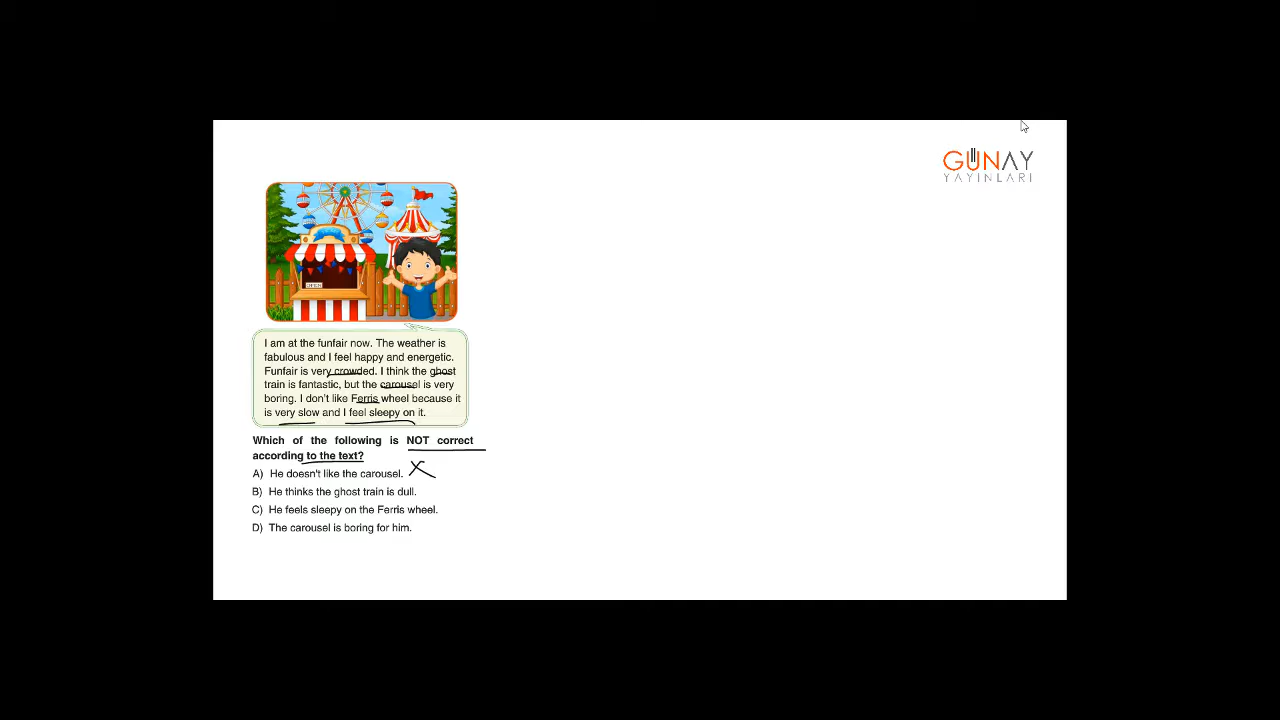 GÜNAY
YAYINLARI
OPEN
I am at the funfair now. The weather is
fabulous and I feel happy and energetic.
Funfair is very crowded. I think the ghost
train is fantastic, but the carousel is very
boring. I don't like Ferris wheel because it
is very slow and I feel sleepy on it.
Which of the following is NOT correct
according to the text?
A) He doesn't like the carousel.
B) He thinks the ghost train is dull.
C) He feels sleepy on the Ferris wheel.
D) The carousel is boring for him.